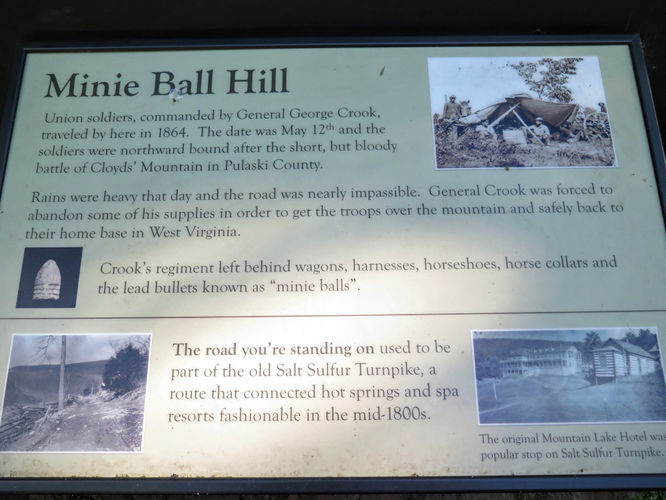 Minie Ball Hill
Union soldiers, commanded by General George Crook,
traveled by here in 1864. The date was May 12th and the
soldiers were northward bound after the short, but bloody
battle of Cloyds' Mountain in Pulaski County.
Rains were heavy that day and the road was nearly impassible. General Crook was forced to
abandon some of his supplies in order to get the troops over the mountain and safely back to
their home base in West Virginia.
Crook's regiment left behind wagons, harnesses, horseshoes, horse collars and
the lead bullets known as "minie balls".
The road you're standing on used to be
part of the old Salt Sulfur Turnpike, a
route that connected hot springs and spa
resorts fashionable in the mid-1800s.
The original Mountain Lake Hotel was
popular stop on Salt Sulfur Turnpike.